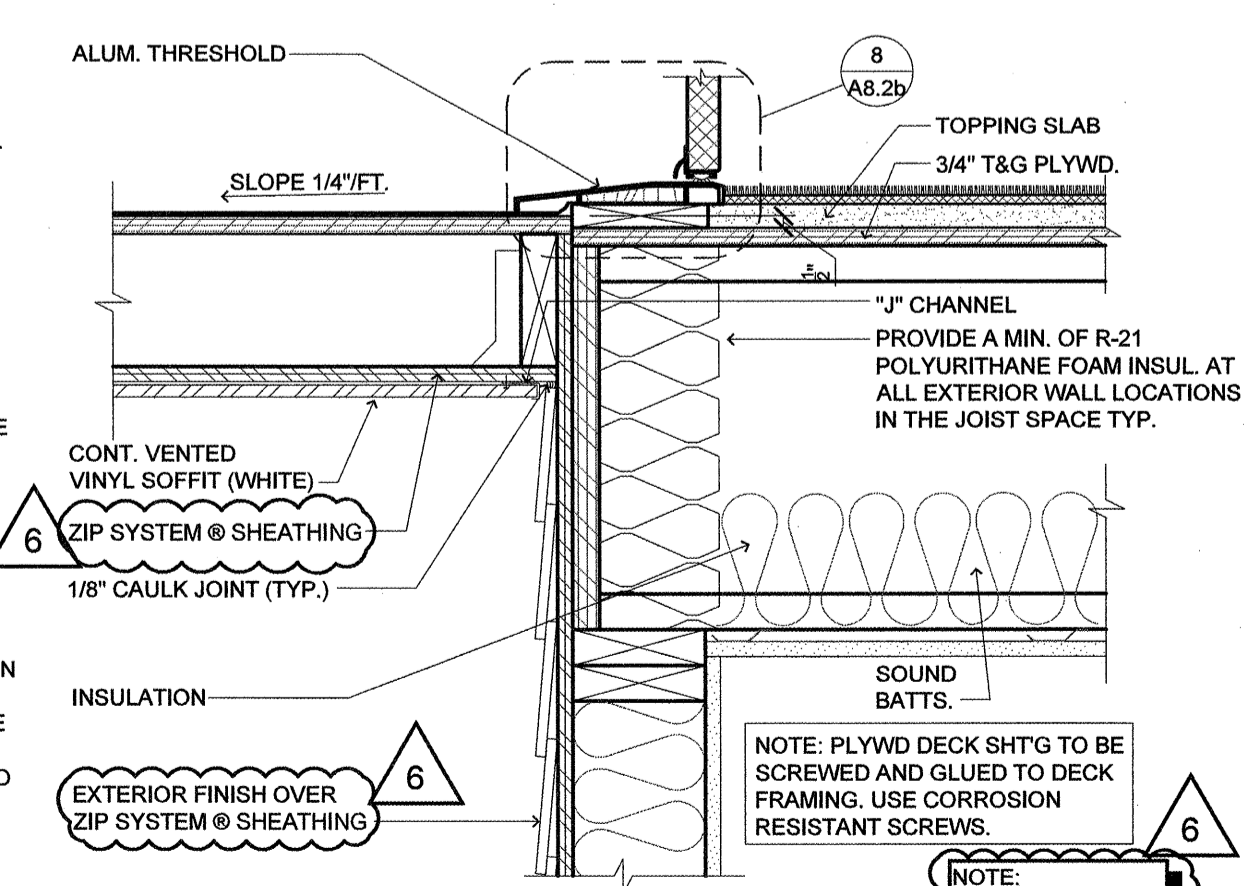 ALUM. THRESHOLD
8
A8.2b
TOPPING SLAB
3/4" T&G PLYWD.
SLOPE 1/4"/FT.
1/2"
"J" CHANNEL
PROVIDE A MIN. OF R-21
POLYURITHANE FOAM INSUL. AT
ALL EXTERIOR WALL LOCATIONS
IN THE JOIST SPACE TYP.
E
CONT. VENTED
VINYL SOFFIT (WHITE)
6
ZIP SYSTEM ® SHEATHING
1/8" CAULK JOINT (TYP.)
N
INSULATION
E
SOUND
BATTS.
D
6
EXTERIOR FINISH OVER
ZIP SYSTEM ® SHEATHING
NOTE: PLYWD DECK SHT'G TO BE
SCREWED AND GLUED TO DECK
FRAMING. USE CORROSION
RESISTANT SCREWS.
6
NOTE: